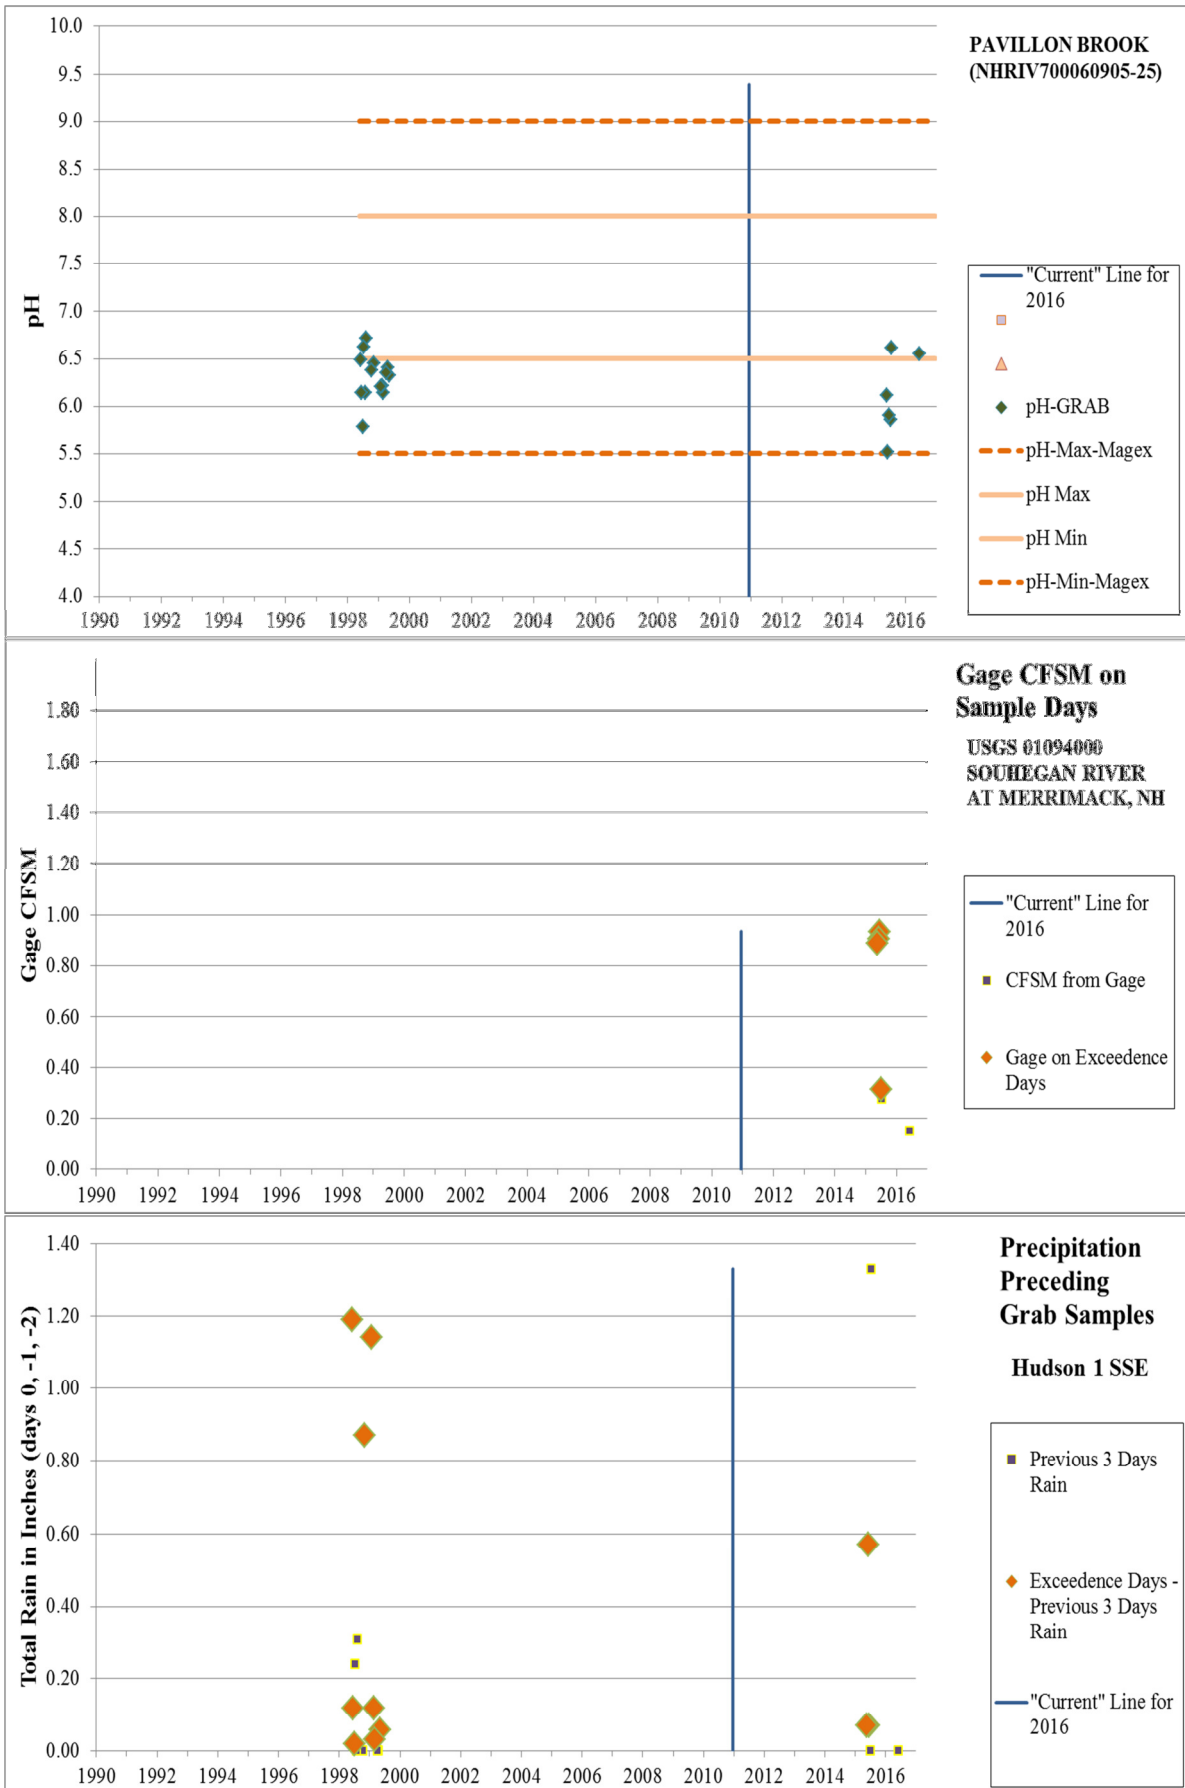 PAVILLON BROOK
(NHRIV700060905-25)
10.0
9.5
9.0
8.5
8.0
7.5
7.0
6.5
6.0
5.5
5.0
4.5
4.0
pH
1990 1992 1994 1996 1998 2000 2002 2004 2006 2008 2010 2012 2014 2016
"Current" Line for
2016
pH-GRAB
pH-Max-Magex
pH Max
pH Min
pH-Min-Magex
Gage CFSM on
Sample Days
USGS 01094000
SOUHEGAN RIVER
AT MERRIMACK, NH
1.80
1.60
1.40
1.20
1.00
0.80
0.60
0.40
0.20
0.00
Gage CFSM
1990 1992 1994 1996 1998 2000 2002 2004 2006 2008 2010 2012 2014 2016
"Current" Line for
2016
CFSM from Gage
Gage on Exceedence
Days
Precipitation
Preceding
Grab Samples
Hudson 1 SSE
1.40
1.20
1.00
0.80
0.60
0.40
0.20
0.00
Total Rain in Inches (days 0, -1, -2)
1990 1992 1994 1996 1998 2000 2002 2004 2006 2008 2010 2012 2014 2016
Previous 3 Days
Rain
Exceedence Days -
Previous 3 Days
Rain
"Current" Line for
2016